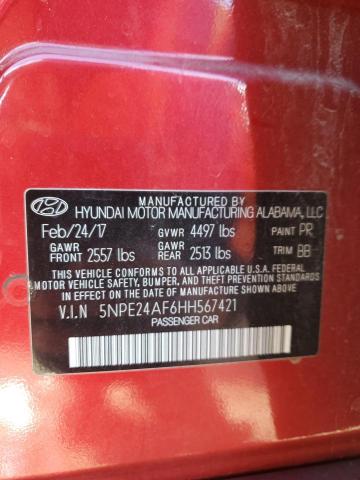 MANUFACTURED BY
HYUNDAI MOTOR MANUFACTURING ALABAMA, LLC
Feb/24/17 GVWR 4497 lbs PAINT PR
GAWR FRONT 2557 lbs GAWR REAR 2513 lbs TRIM BB
THIS VEHICLE CONFORMS TO ALL APPLICABLE U.S.A. FEDERAL
MOTOR VEHICLE SAFETY, BUMPER, AND THEFT PREVENTION
STANDARDS IN EFFECT ON THE DATE OF MANUFACTURE SHOWN ABOVE.
V.I.N 5NPE24AF6HH567421
PASSENGER CAR